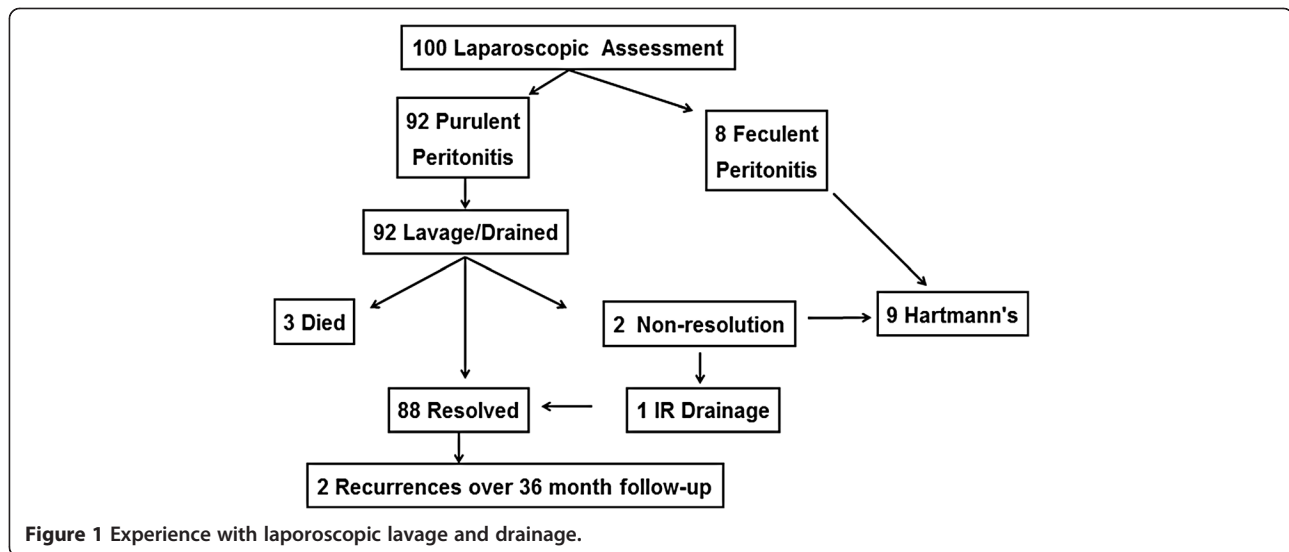 100 Laparoscopic Assessment
92 Purulent
Peritonitis
8 Feculent
Peritonitis
92 Lavage/Drained
3 Died
2 Non-resolution
9 Hartmann's
88 Resolved
1 IR Drainage
2 Recurrences over 36 month follow-up
Figure 1 Experience with laporoscopic lavage and drainage.